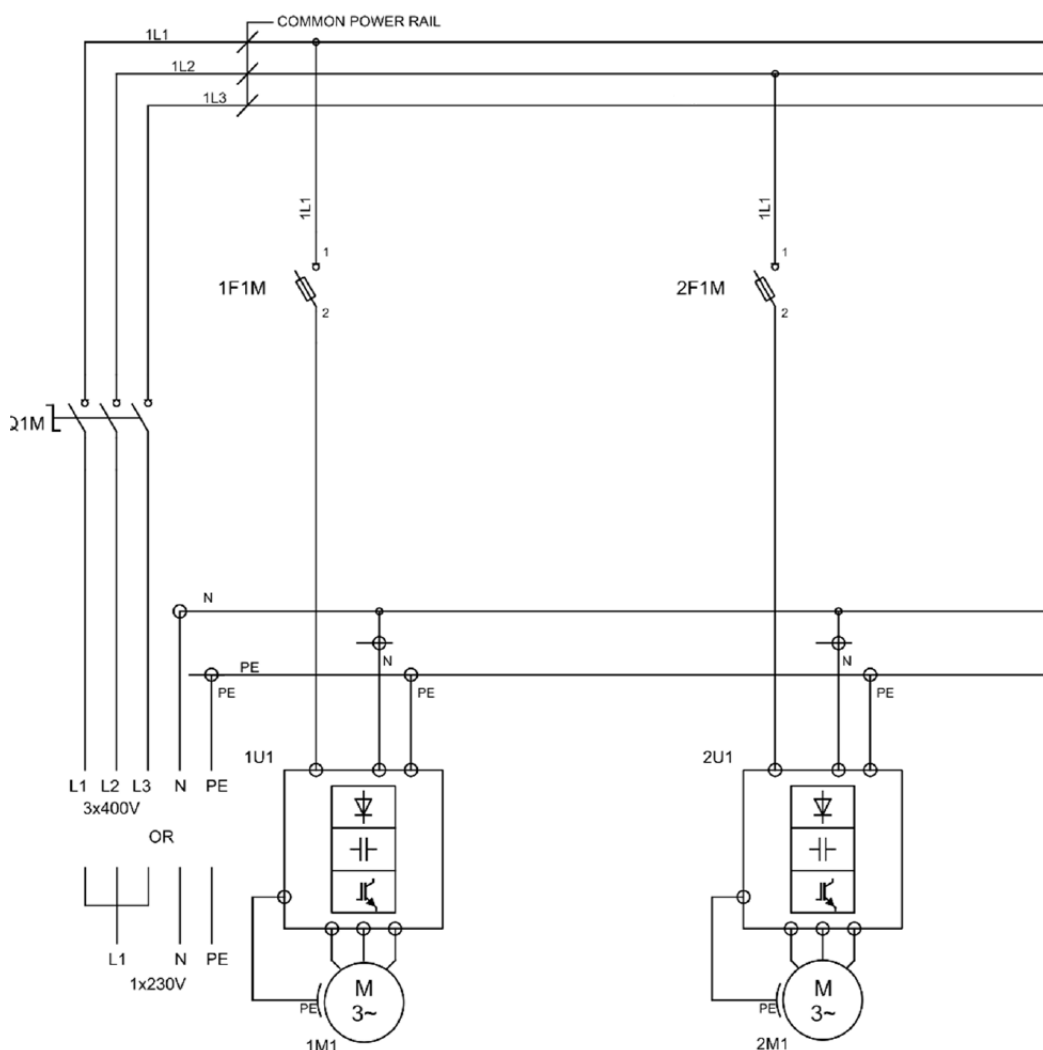 COMMON POWER RAIL
1L1
1L2
1L3
1L1
1L1
1
1
1F1M
2F1M
2
2
Q1M
N
N
N
PE
PE
PE
PE
1U1
2U1
L1 L2 L3 N PE
3x400V
OR
L1 N PE
1x230V
M
3~
PE
1M1
M
3~
PE
2M1